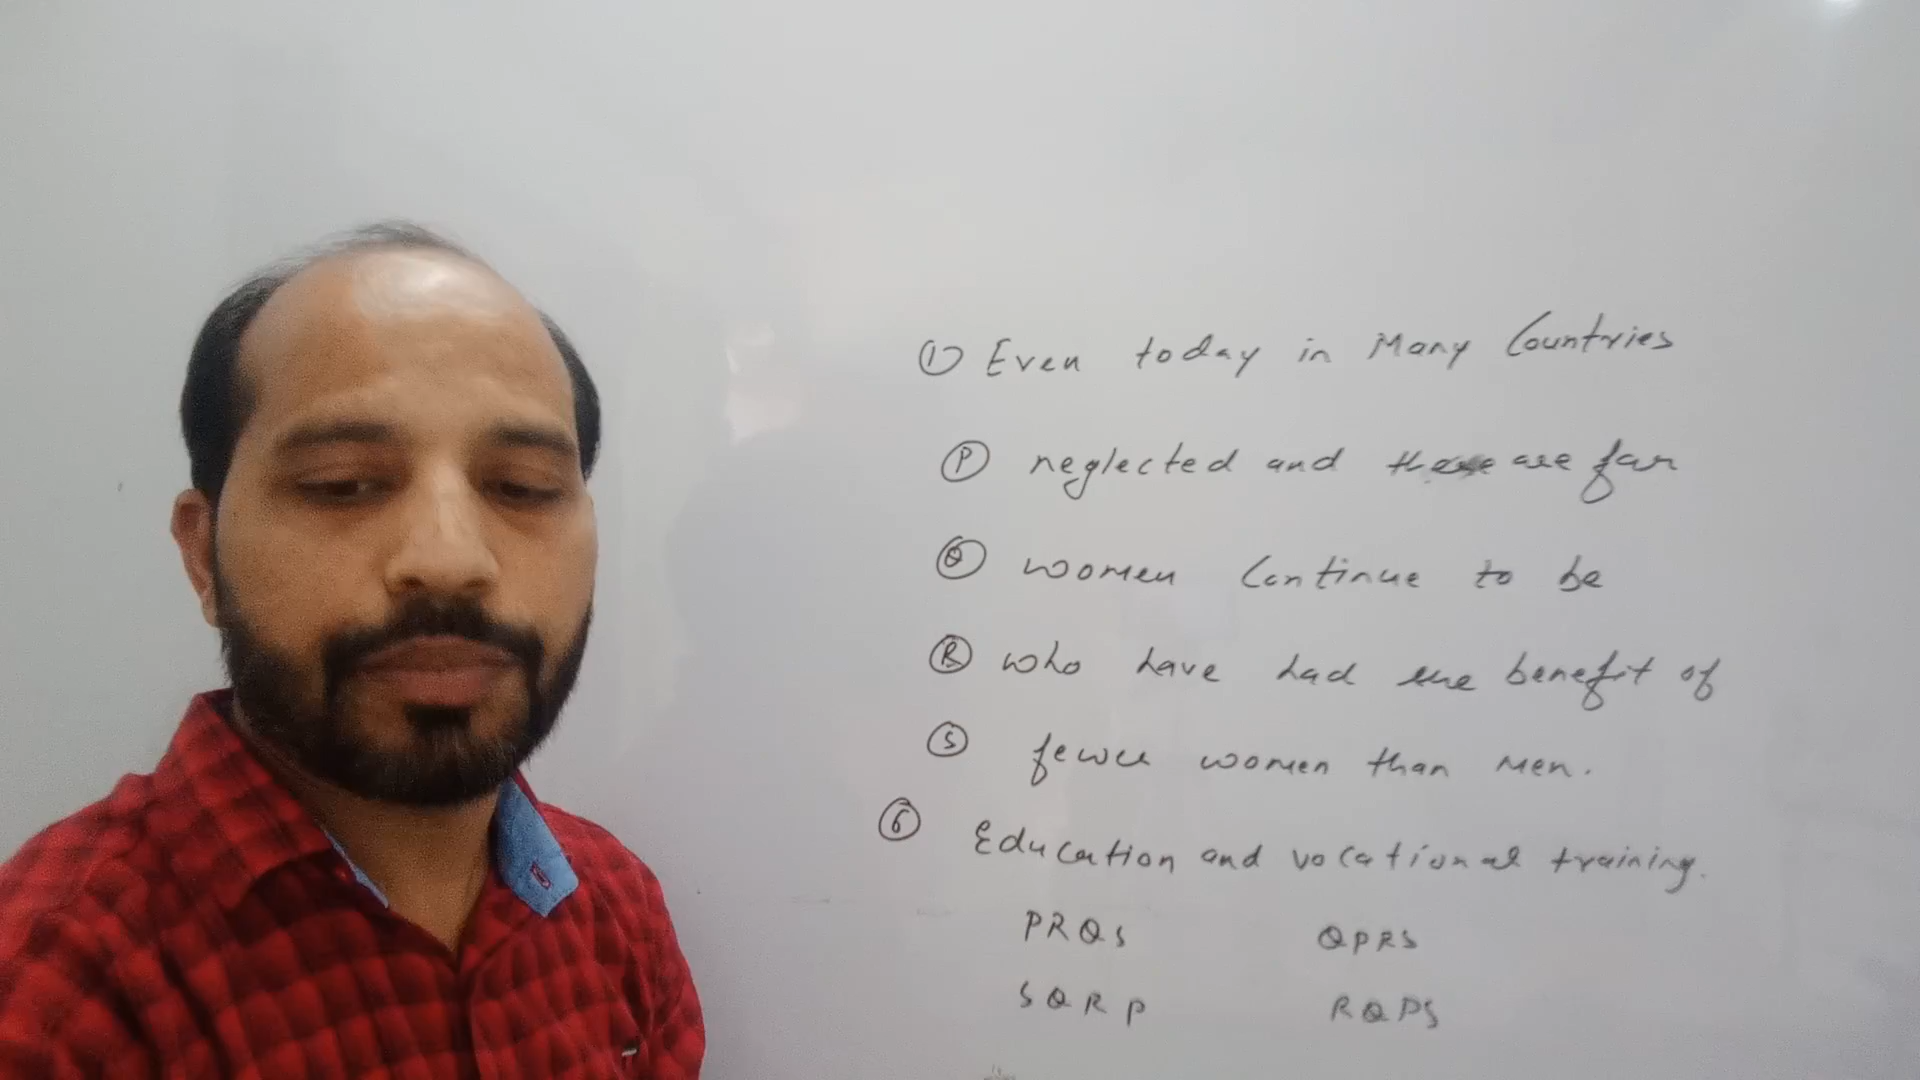 ① Even today in Many Countries
Ⓟ neglected and there are far
Ⓠ women Continue to be
Ⓡ who have had the benefit of
Ⓢ fewer women than men.
⑥ Education and vocational training.
PRQS QPRS
SQRP RQPS